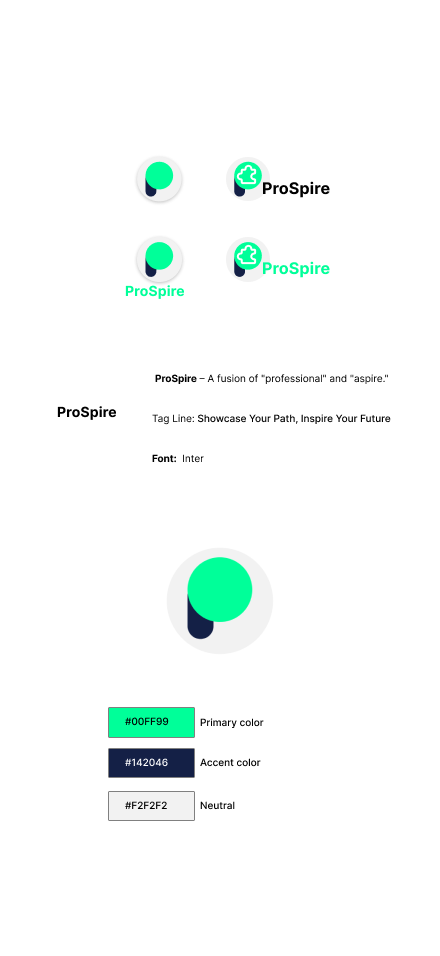 ProSpire
ProSpire
ProSpire
ProSpire – A fusion of "professional" and "aspire."
ProSpire
Tag Line: Showcase Your Path, Inspire Your Future
Font: Inter
#00FF99 Primary color
#142046 Accent color
#F2F2F2 Neutral